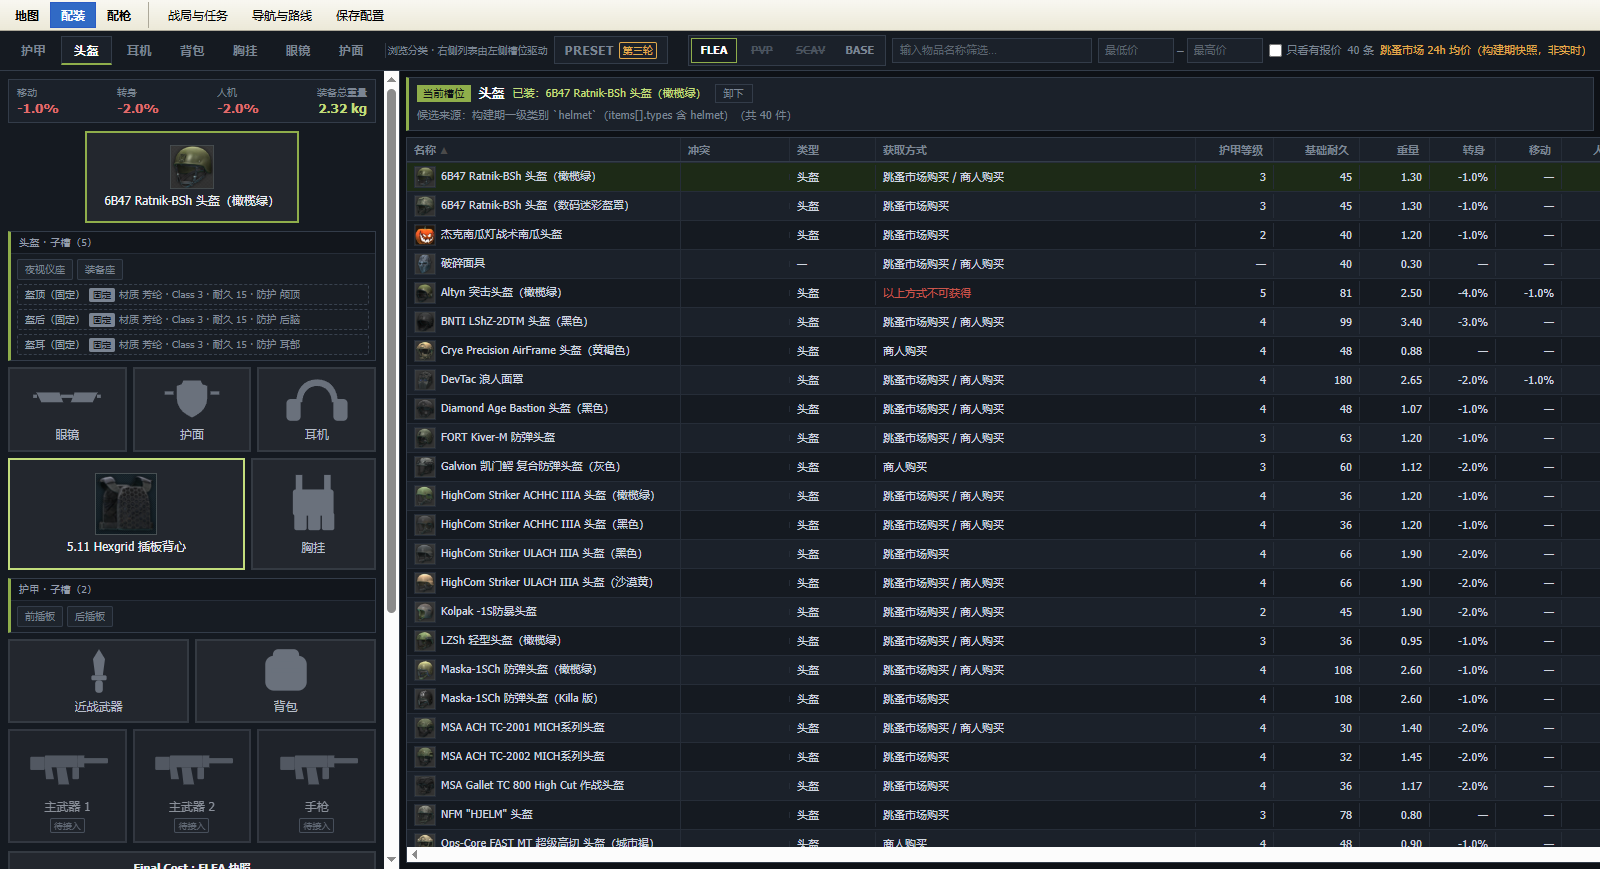 地图 配装 配枪 战局与任务 导航与路线 保存配置
护甲 头盔 耳机 背包 胸挂 眼镜 护面 浏览分类 · 右侧列表由左侧槽位驱动 PRESET 第三轮 FLEA PVP SCAV BASE 输入物品名称筛选... 最低价 – 最高价 只看有报价 40 条 跳蚤市场 24h 均价（构建期快照，非实时）
移动 转身 人机 装备总重量
-1.0% -2.0% -2.0% 2.32 kg
6B47 Ratnik-BSh 头盔（橄榄绿）
头盔 · 子槽（5）
夜视仪座 装备座
盔顶（固定） 固定 材质 芳纶 · Class 3 · 耐久 15 · 防护 颅顶
盔后（固定） 固定 材质 芳纶 · Class 3 · 耐久 15 · 防护 后脑
盔耳（固定） 固定 材质 芳纶 · Class 3 · 耐久 15 · 防护 耳部
眼镜 护面 耳机
5.11 Hexgrid 插板背心 胸挂
护甲 · 子槽（2）
前插板 后插板
近战武器 背包
主武器 1 主武器 2 手枪
待接入 待接入 待接入
Final Cost · FLEA 快照
当前槽位 头盔 已装：6B47 Ratnik-BSh 头盔（橄榄绿） 卸下
候选来源：构建期一级类别 `helmet`（items[].types 含 helmet） （共 40 件）
名称 ▲ 冲突 类型 获取方式 护甲等级 基础耐久 重量 转身 移动 人
6B47 Ratnik-BSh 头盔（橄榄绿） 头盔 跳蚤市场购买 / 商人购买 3 45 1.30 -1.0% —
6B47 Ratnik-BSh 头盔（数码迷彩盔罩） 头盔 跳蚤市场购买 3 45 1.30 -1.0% —
杰克南瓜灯战术南瓜头盔 头盔 跳蚤市场购买 2 40 1.20 -1.0% —
破碎面具 — 跳蚤市场购买 / 商人购买 — 40 0.30 — —
Altyn 突击头盔（橄榄绿） 头盔 以上方式不可获得 5 81 2.50 -4.0% -1.0%
BNTI LShZ-2DTM 头盔（黑色） 头盔 跳蚤市场购买 / 商人购买 4 99 3.40 -3.0% —
Crye Precision AirFrame 头盔（黄褐色） 头盔 商人购买 4 48 0.88 — —
DevTac 浪人面罩 头盔 跳蚤市场购买 / 商人购买 4 180 2.65 -2.0% -1.0%
Diamond Age Bastion 头盔（黑色） 头盔 跳蚤市场购买 / 商人购买 4 48 1.07 -1.0% —
FORT Kiver-M 防弹头盔 头盔 跳蚤市场购买 / 商人购买 3 63 1.20 -1.0% —
Galvion 凯门鳄 复合防弹头盔（灰色） 头盔 商人购买 3 60 1.12 -2.0% —
HighCom Striker ACHHC IIIA 头盔（橄榄绿） 头盔 跳蚤市场购买 / 商人购买 4 36 1.20 -1.0% —
HighCom Striker ACHHC IIIA 头盔（黑色） 头盔 跳蚤市场购买 / 商人购买 4 36 1.20 -1.0% —
HighCom Striker ULACH IIIA 头盔（黑色） 头盔 跳蚤市场购买 4 66 1.90 -2.0% —
HighCom Striker ULACH IIIA 头盔（沙漠黄） 头盔 跳蚤市场购买 / 商人购买 4 66 1.90 -2.0% —
Kolpak -1S防暴头盔 头盔 跳蚤市场购买 / 商人购买 2 45 1.90 -2.0% —
LZSh 轻型头盔（橄榄绿） 头盔 跳蚤市场购买 / 商人购买 3 36 0.95 -1.0% —
Maska-1SCh 防弹头盔（橄榄绿） 头盔 跳蚤市场购买 / 商人购买 4 108 2.60 -1.0% —
Maska-1SCh 防弹头盔（Killa 版） 头盔 跳蚤市场购买 4 108 2.60 -1.0% —
MSA ACH TC-2001 MICH系列头盔 头盔 跳蚤市场购买 / 商人购买 4 30 1.40 -2.0% —
MSA ACH TC-2002 MICH系列头盔 头盔 跳蚤市场购买 / 商人购买 4 32 1.45 -2.0% —
MSA Gallet TC 800 High Cut 作战头盔 头盔 跳蚤市场购买 4 36 1.17 -2.0% —
NFM "HJELM" 头盔 头盔 跳蚤市场购买 3 78 0.80 — —
Ops-Core FAST MT 超级高切 头盔（城市褐） 头盔 商人购买 4 48 0.90 -1.0% —